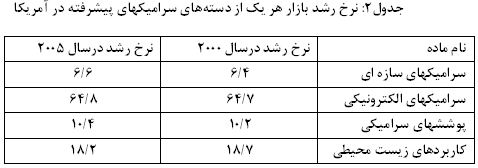 جدول۲: نرخ رشد بازار هر یک از دسته‌های سرامیکهای پیشرفته در آمریکا
نام ماده نرخ رشد درسال ۲۰۰۰ نرخ رشد درسال ۲۰۰۵
سرامیکهای سازه ای ۶/۴ ۶/۶
سرامیکهای الکترونیکی ۶۴/۷ ۶۴/۸
پوششهای سرامیکی ۱۰/۲ ۱۰/۴
کاربردهای زیست محیطی ۱۸/۷ ۱۸/۲